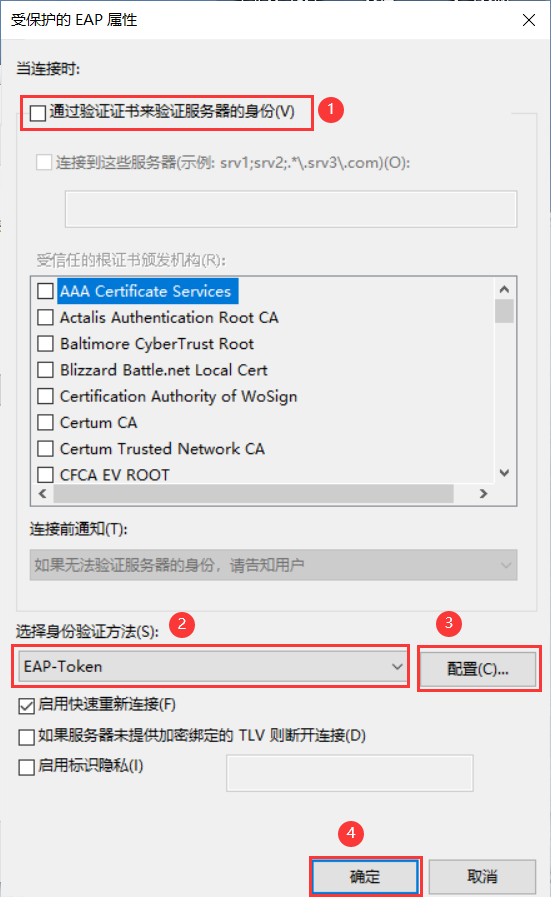 受保护的 EAP 属性
当连接时:
通过验证证书来验证服务器的身份(V)
1
连接到这些服务器(示例: srv1;srv2;.*\.srv3\.com)(O):
受信任的根证书颁发机构(R):
AAA Certificate Services
Actalis Authentication Root CA
Baltimore CyberTrust Root
Blizzard Battle.net Local Cert
Certification Authority of WoSign
Certum CA
Certum Trusted Network CA
CFCA EV ROOT
连接前通知(T):
如果无法验证服务器的身份，请告知用户
选择身份验证方法(S):
2
3
EAP-Token
配置(C)...
启用快速重新连接(F)
如果服务器未提供加密绑定的 TLV 则断开连接(D)
启用标识隐私(I)
4
确定
取消